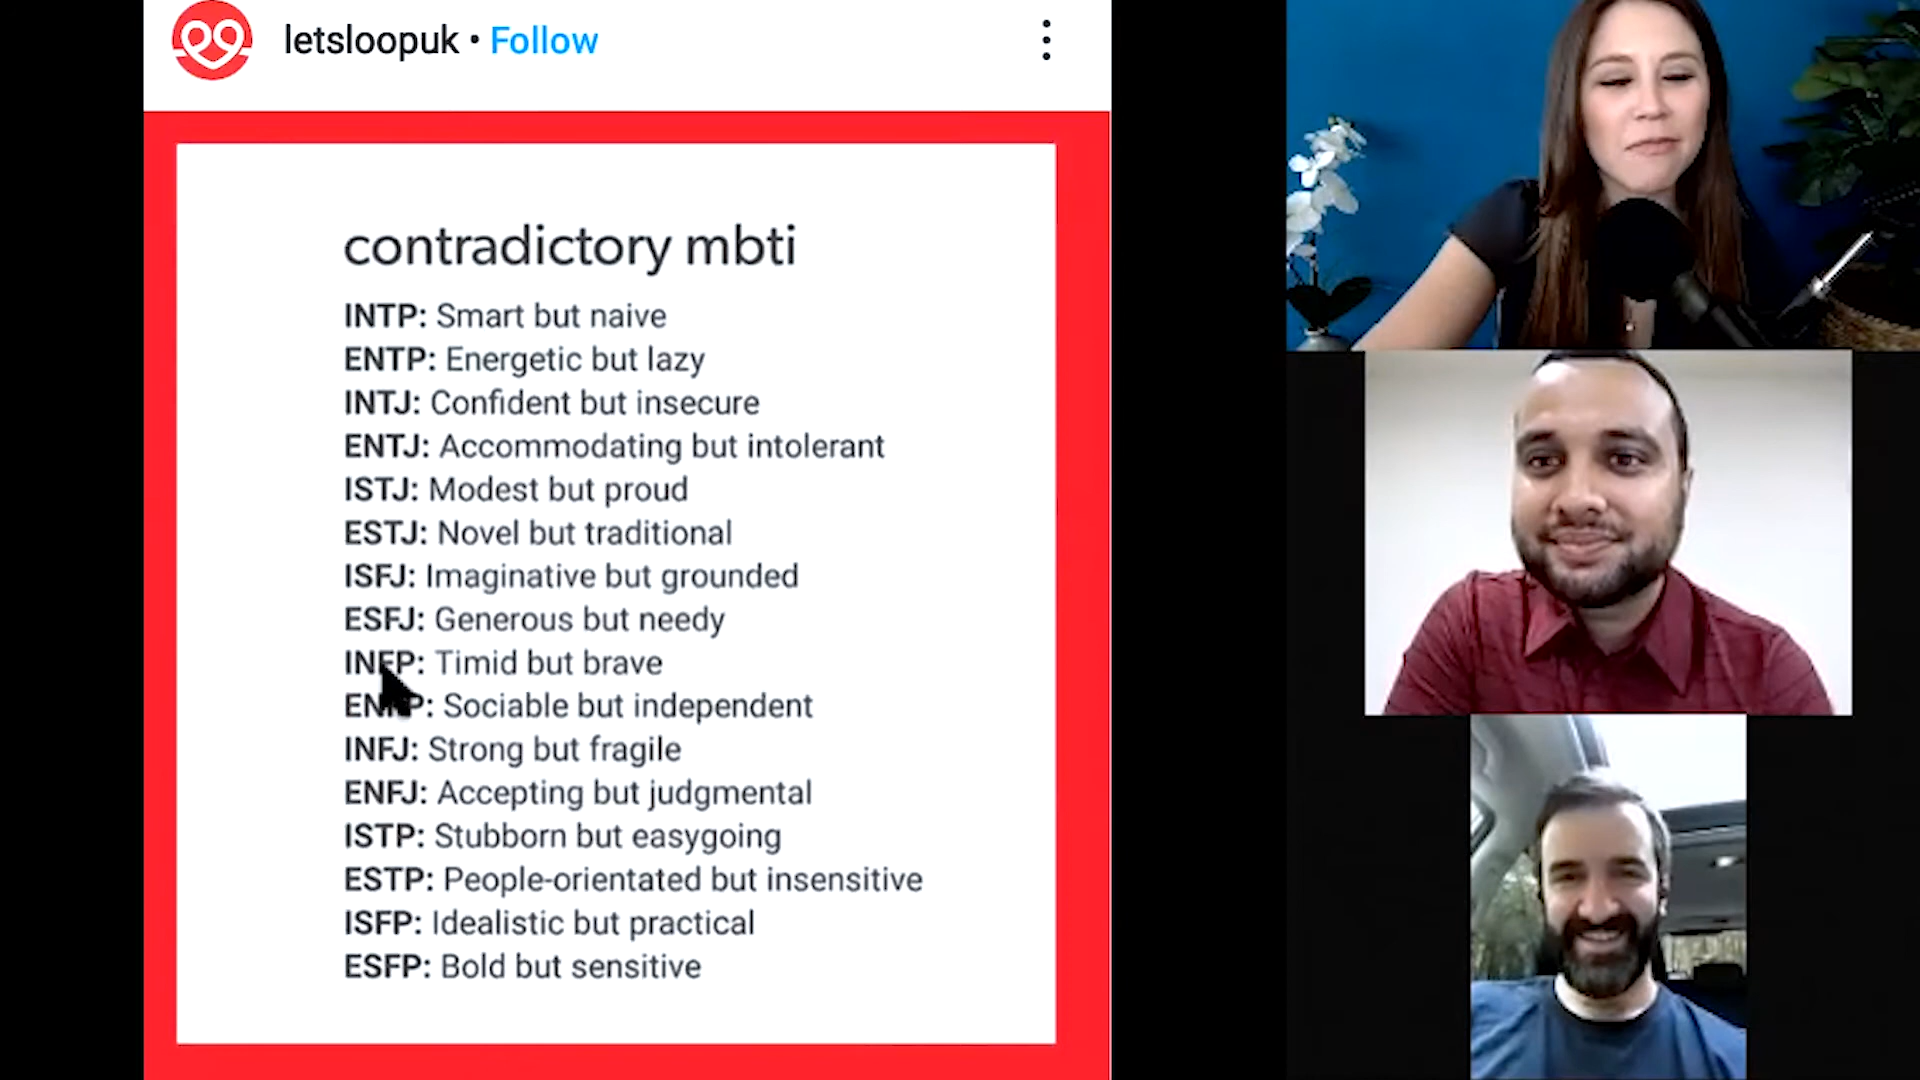 letsloopuk • Follow
contradictory mbti
INTP: Smart but naive
ENTP: Energetic but lazy
INTJ: Confident but insecure
ENTJ: Accommodating but intolerant
ISTJ: Modest but proud
ESTJ: Novel but traditional
ISFJ: Imaginative but grounded
ESFJ: Generous but needy
INFP: Timid but brave
ENFP: Sociable but independent
INFJ: Strong but fragile
ENFJ: Accepting but judgmental
ISTP: Stubborn but easygoing
ESTP: People-orientated but insensitive
ISFP: Idealistic but practical
ESFP: Bold but sensitive